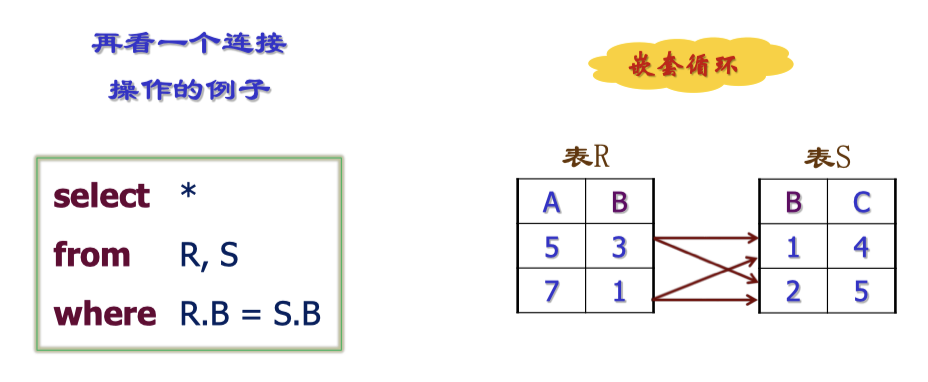 再看一个连接
操作的例子
嵌套循环
select *
from R, S
where R.B = S.B
表R
A B
5 3
7 1
表S
B C
1 4
2 5